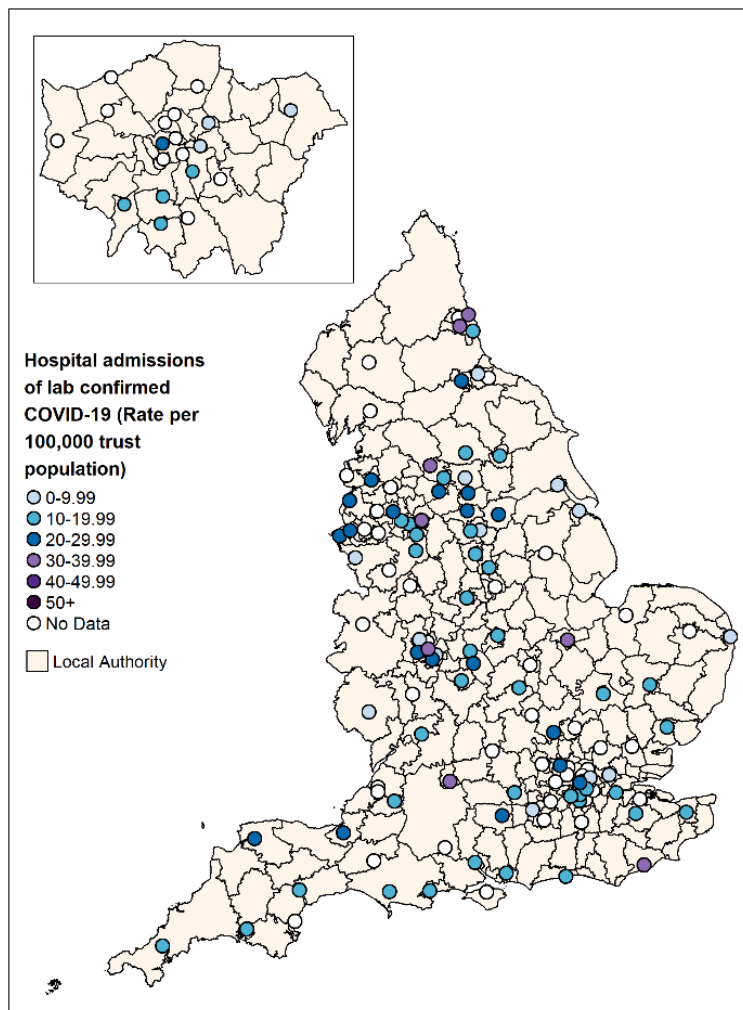 Hospital admissions
of lab confirmed
COVID-19 (Rate per
100,000 trust
population)
0-9.99
10-19.99
20-29.99
30-39.99
40-49.99
50+
No Data
Local Authority